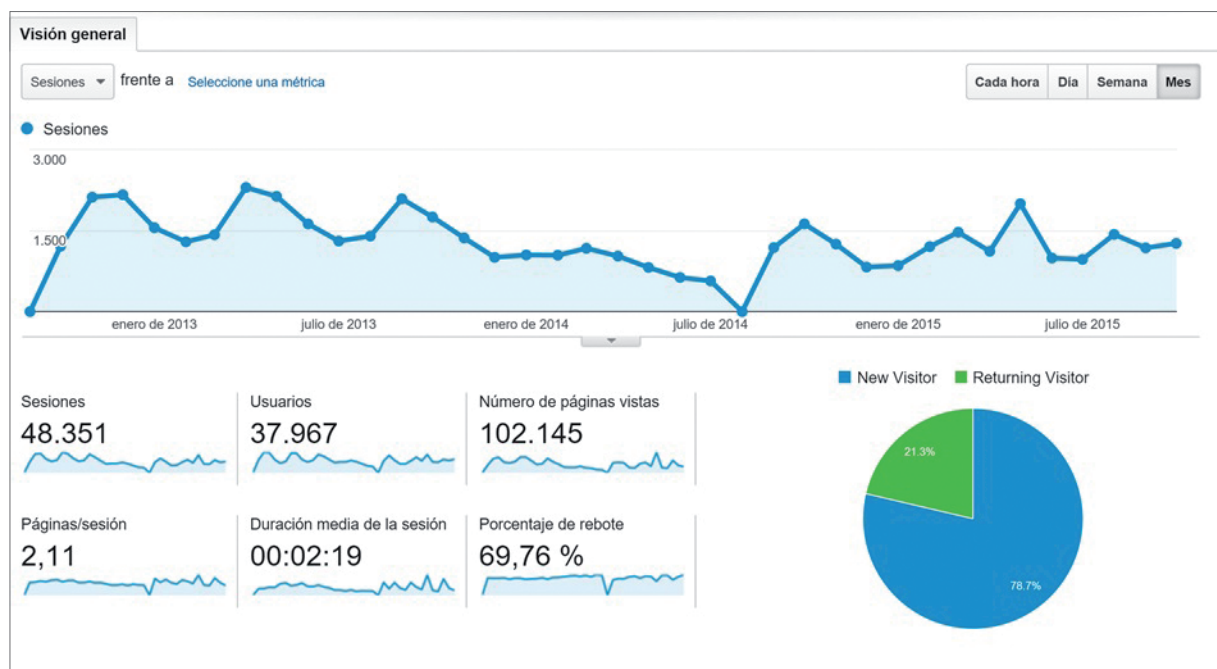 Visión general
Sesiones frente a Seleccione una métrica
Cada hora Día Semana Mes
Sesiones
3.000
1.500
enero de 2013 julio de 2013 enero de 2014 julio de 2014 enero de 2015 julio de 2015
New Visitor Returning Visitor
Sesiones Usuarios Número de páginas vistas
48.351 37.967 102.145
21.3%
Páginas/sesión Duración media de la sesión Porcentaje de rebote
2,11 00:02:19 69,76 %
78.7%